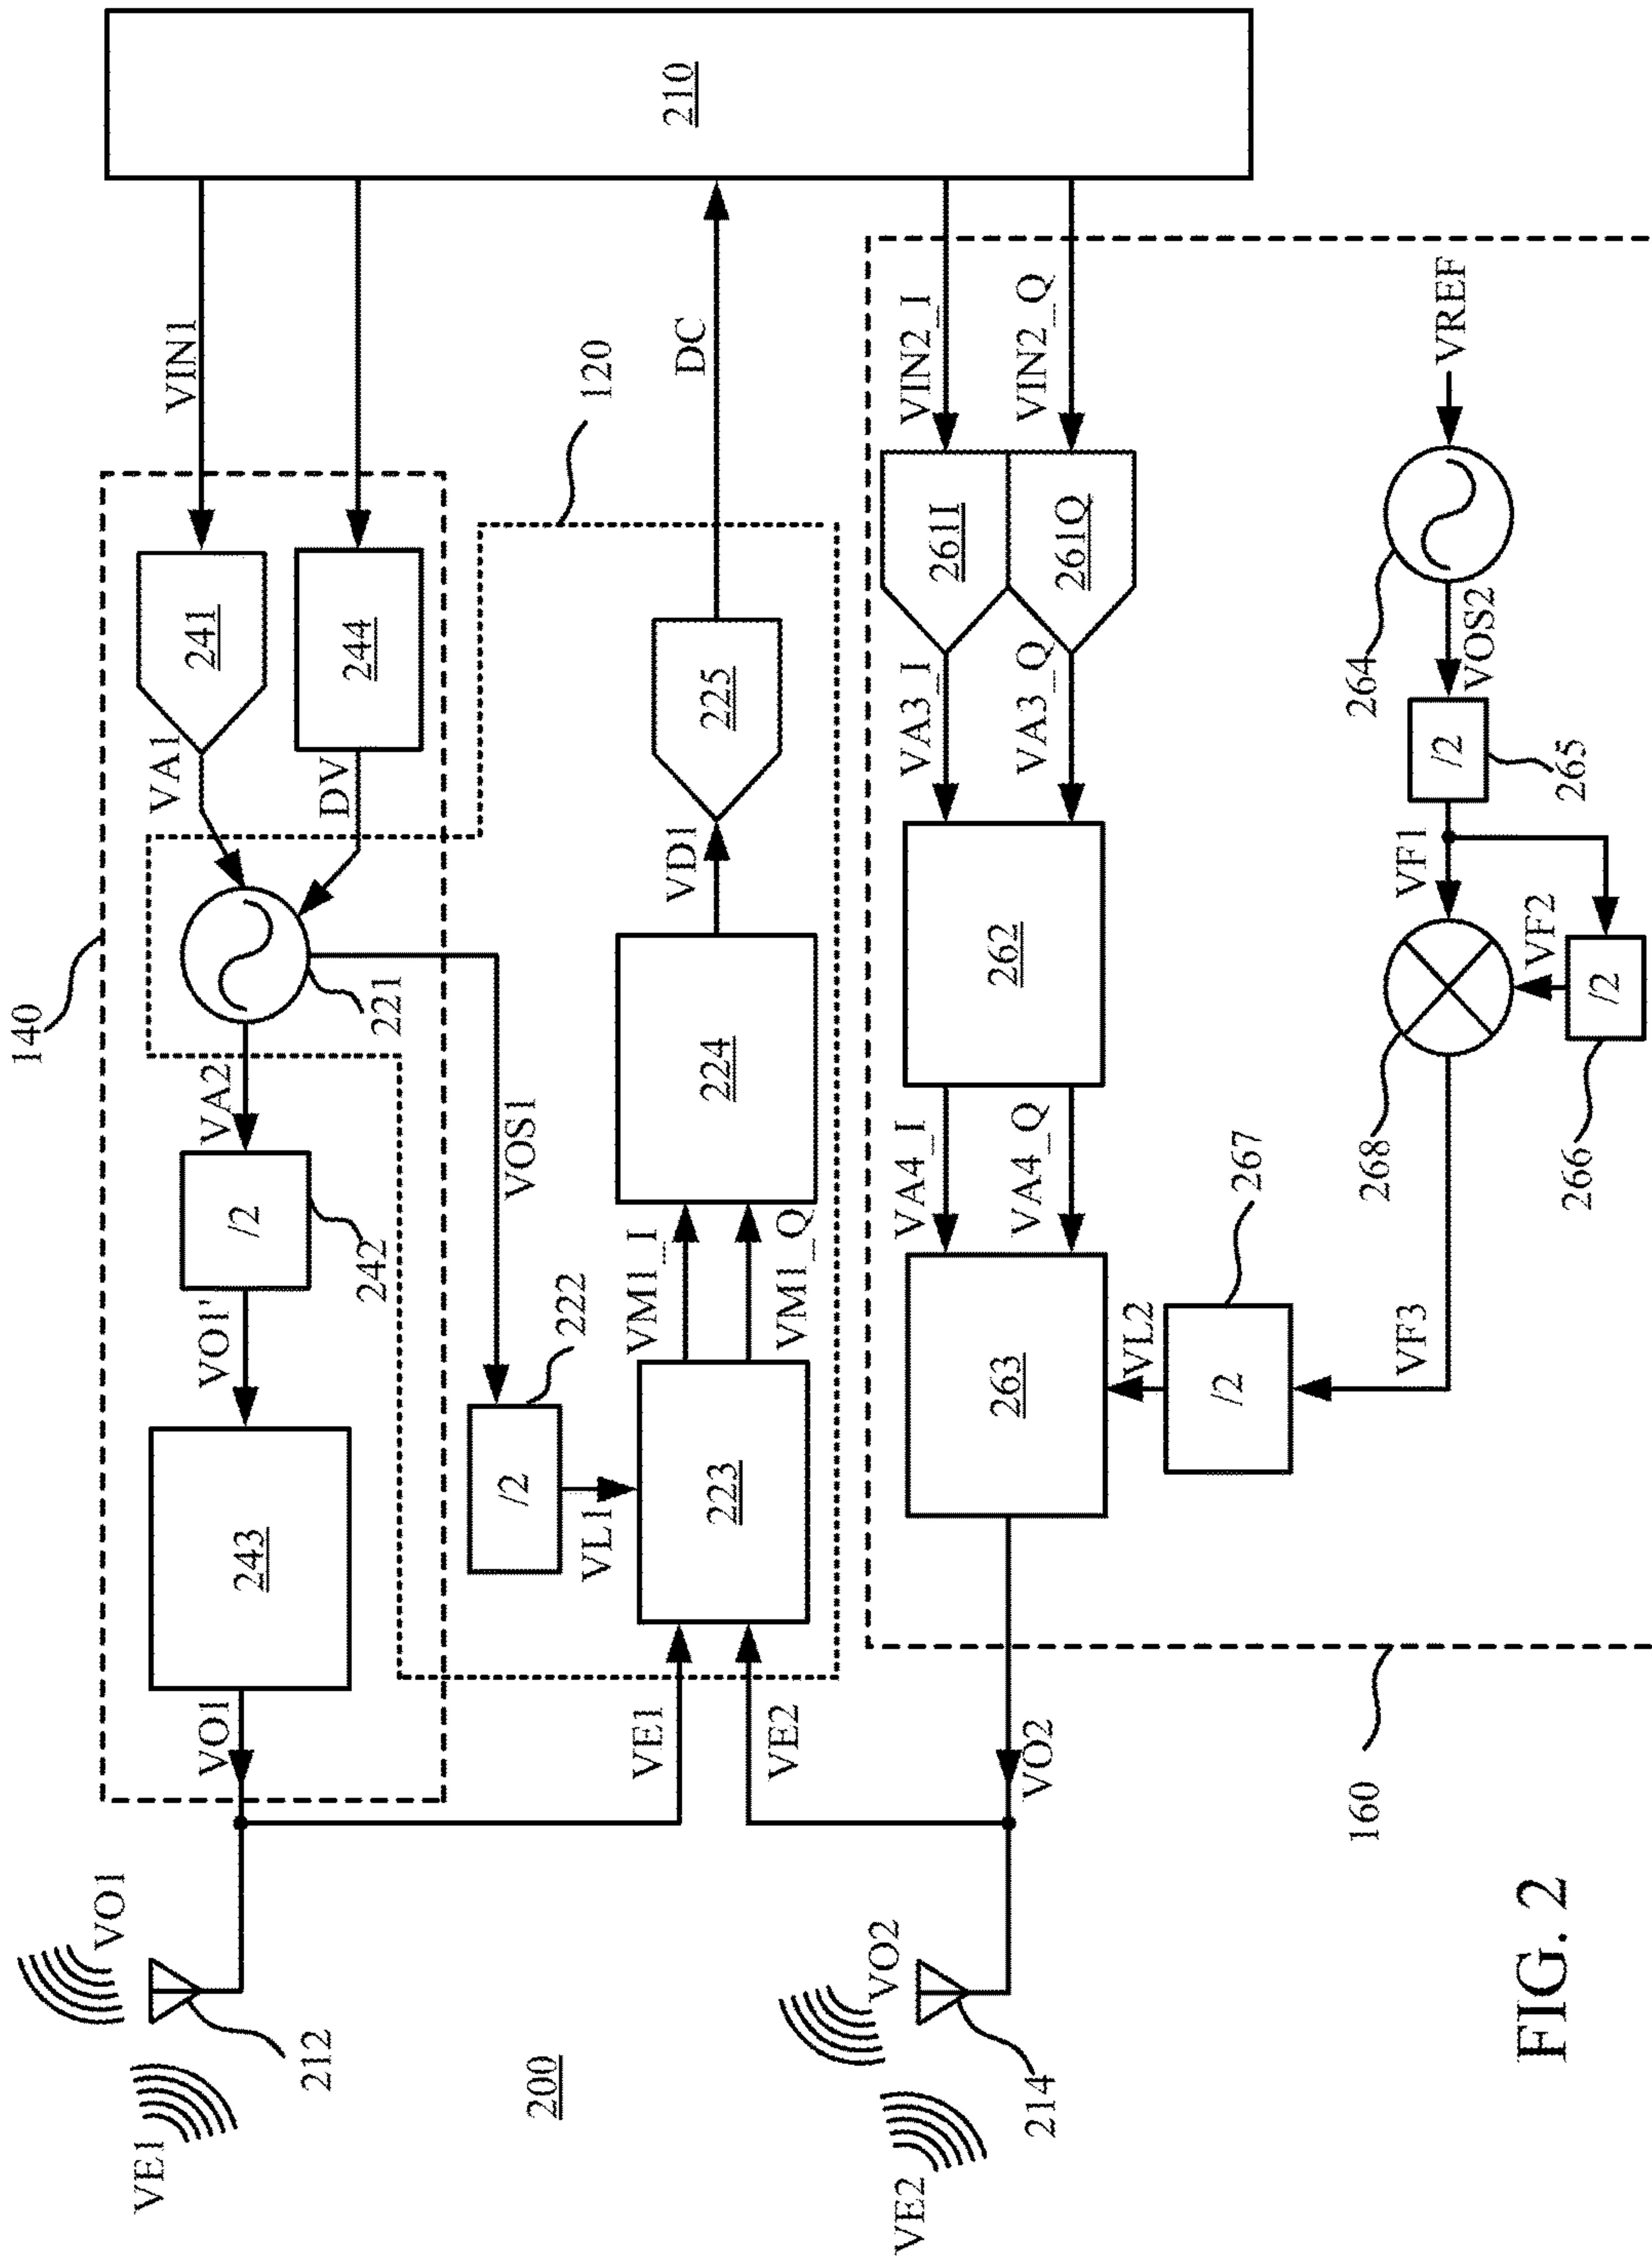 210
VIN1
DC
VIN2_I
VIN2_Q
VREF
120
241
244
225
261I
261Q
264
VA1
DV
VD1
VA3_I
VA3_Q
VOS2
/2
265
140
221
224
262
VF1
VF2
268
/2
266
VA2
VOS1
/2
242
VO1'
222
VM1_I
VM1_Q
VA4_I
VA4_Q
267
VF3
243
/2
VL1
223
263
VL2
/2
VO1
VE1
VE2
VO2
160
VO1
212
VE1
200
VO2
214
VE2
FIG. 2